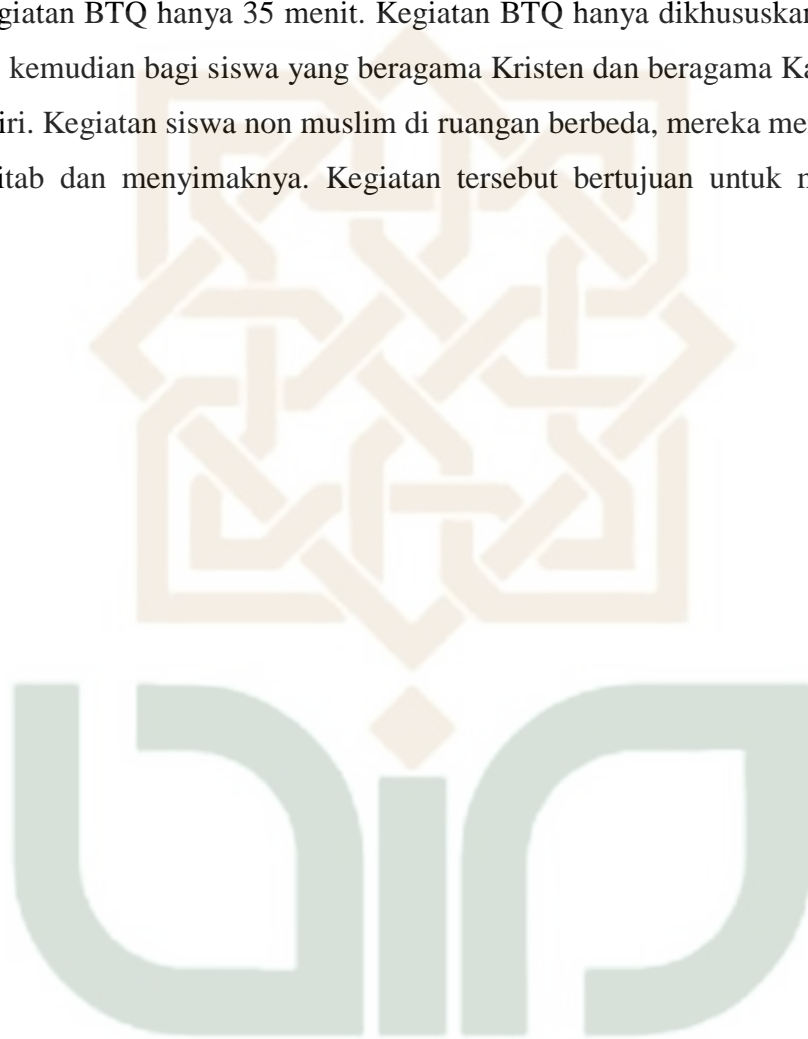 giatan BTQ hanya 35 menit. Kegiatan BTQ hanya dikhususkan
kemudian bagi siswa yang beragama Kristen dan beragama Ka
iri. Kegiatan siswa non muslim di ruangan berbeda, mereka me
itab dan menyimaknya. Kegiatan tersebut bertujuan untuk m